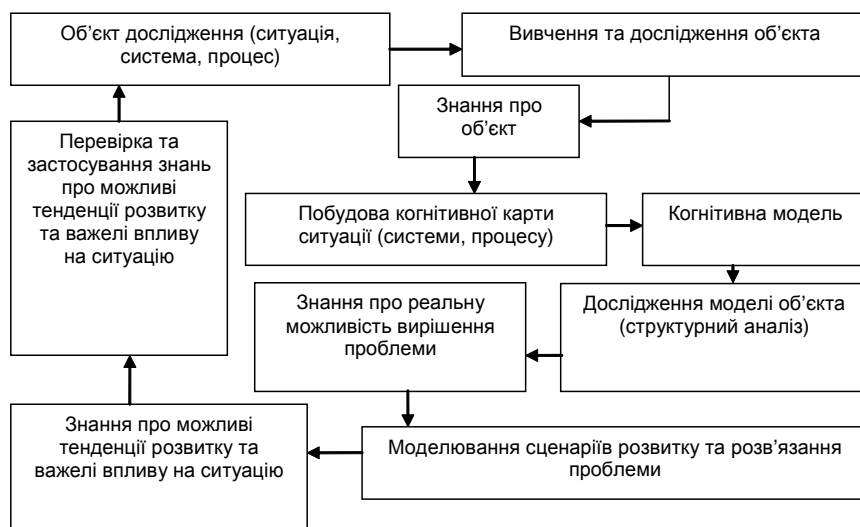 Об’єкт дослідження (ситуація,
система, процес)
Вивчення та дослідження об’єкта
Знання про
об’єкт
Побудова когнітивної карти
ситуації (системи, процесу)
Когнітивна модель
Дослідження моделі об’єкта
(структурний аналіз)
Знання про реальну
можливість вирішення
проблеми
Моделювання сценаріїв розвитку та розв’язання
проблеми
Знання про можливі
тенденції розвитку та
важелі впливу на ситуацію
Перевірка та
застосування знань
про можливі
тенденції розвитку
та важелі впливу
на ситуацію